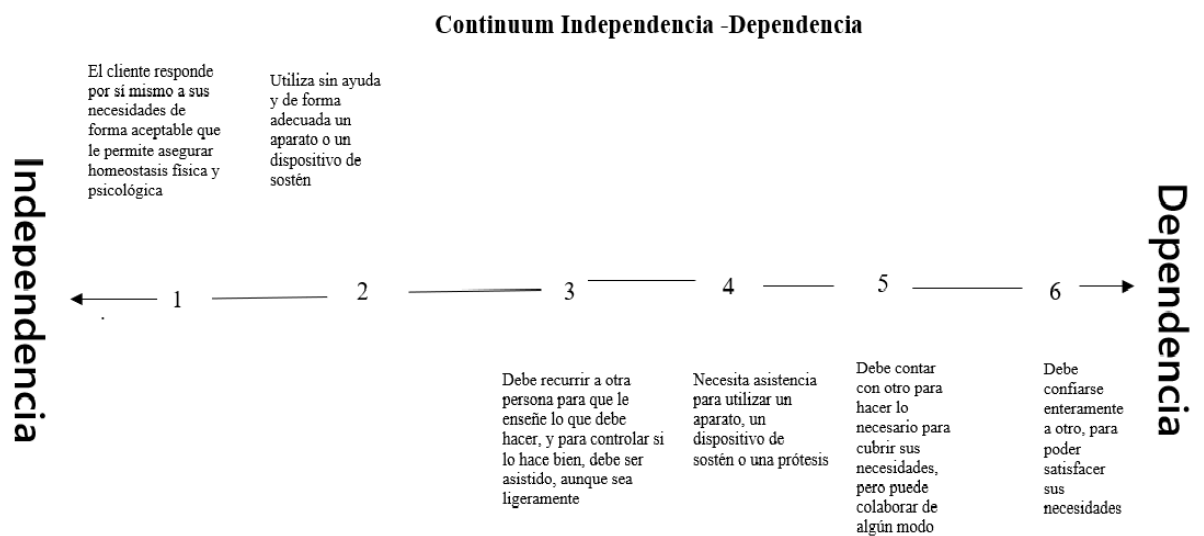 Continuum Independencia -Dependencia
El cliente responde
por sí mismo a sus
necesidades de
forma aceptable que
le permite asegurar
homeostasis física y
psicológica
Utiliza sin ayuda
y de forma
adecuada un
aparato o un
dispositivo de
sostén
Independencia
1
2
3
4
5
6
Dependencia
Debe recurrir a otra
persona para que le
enseñe lo que debe
hacer, y para controlar si
lo hace bien, debe ser
asistido, aunque sea
ligeramente
Necesita asistencia
para utilizar un
aparato, un
dispositivo de
sostén o una prótesis
Debe contar
con otro para
hacer lo
necesario para
cubrir sus
necesidades,
pero puede
colaborar de
algún modo
Debe
confiarse
enteramente
a otro, para
poder
satisfacer
sus
necesidades